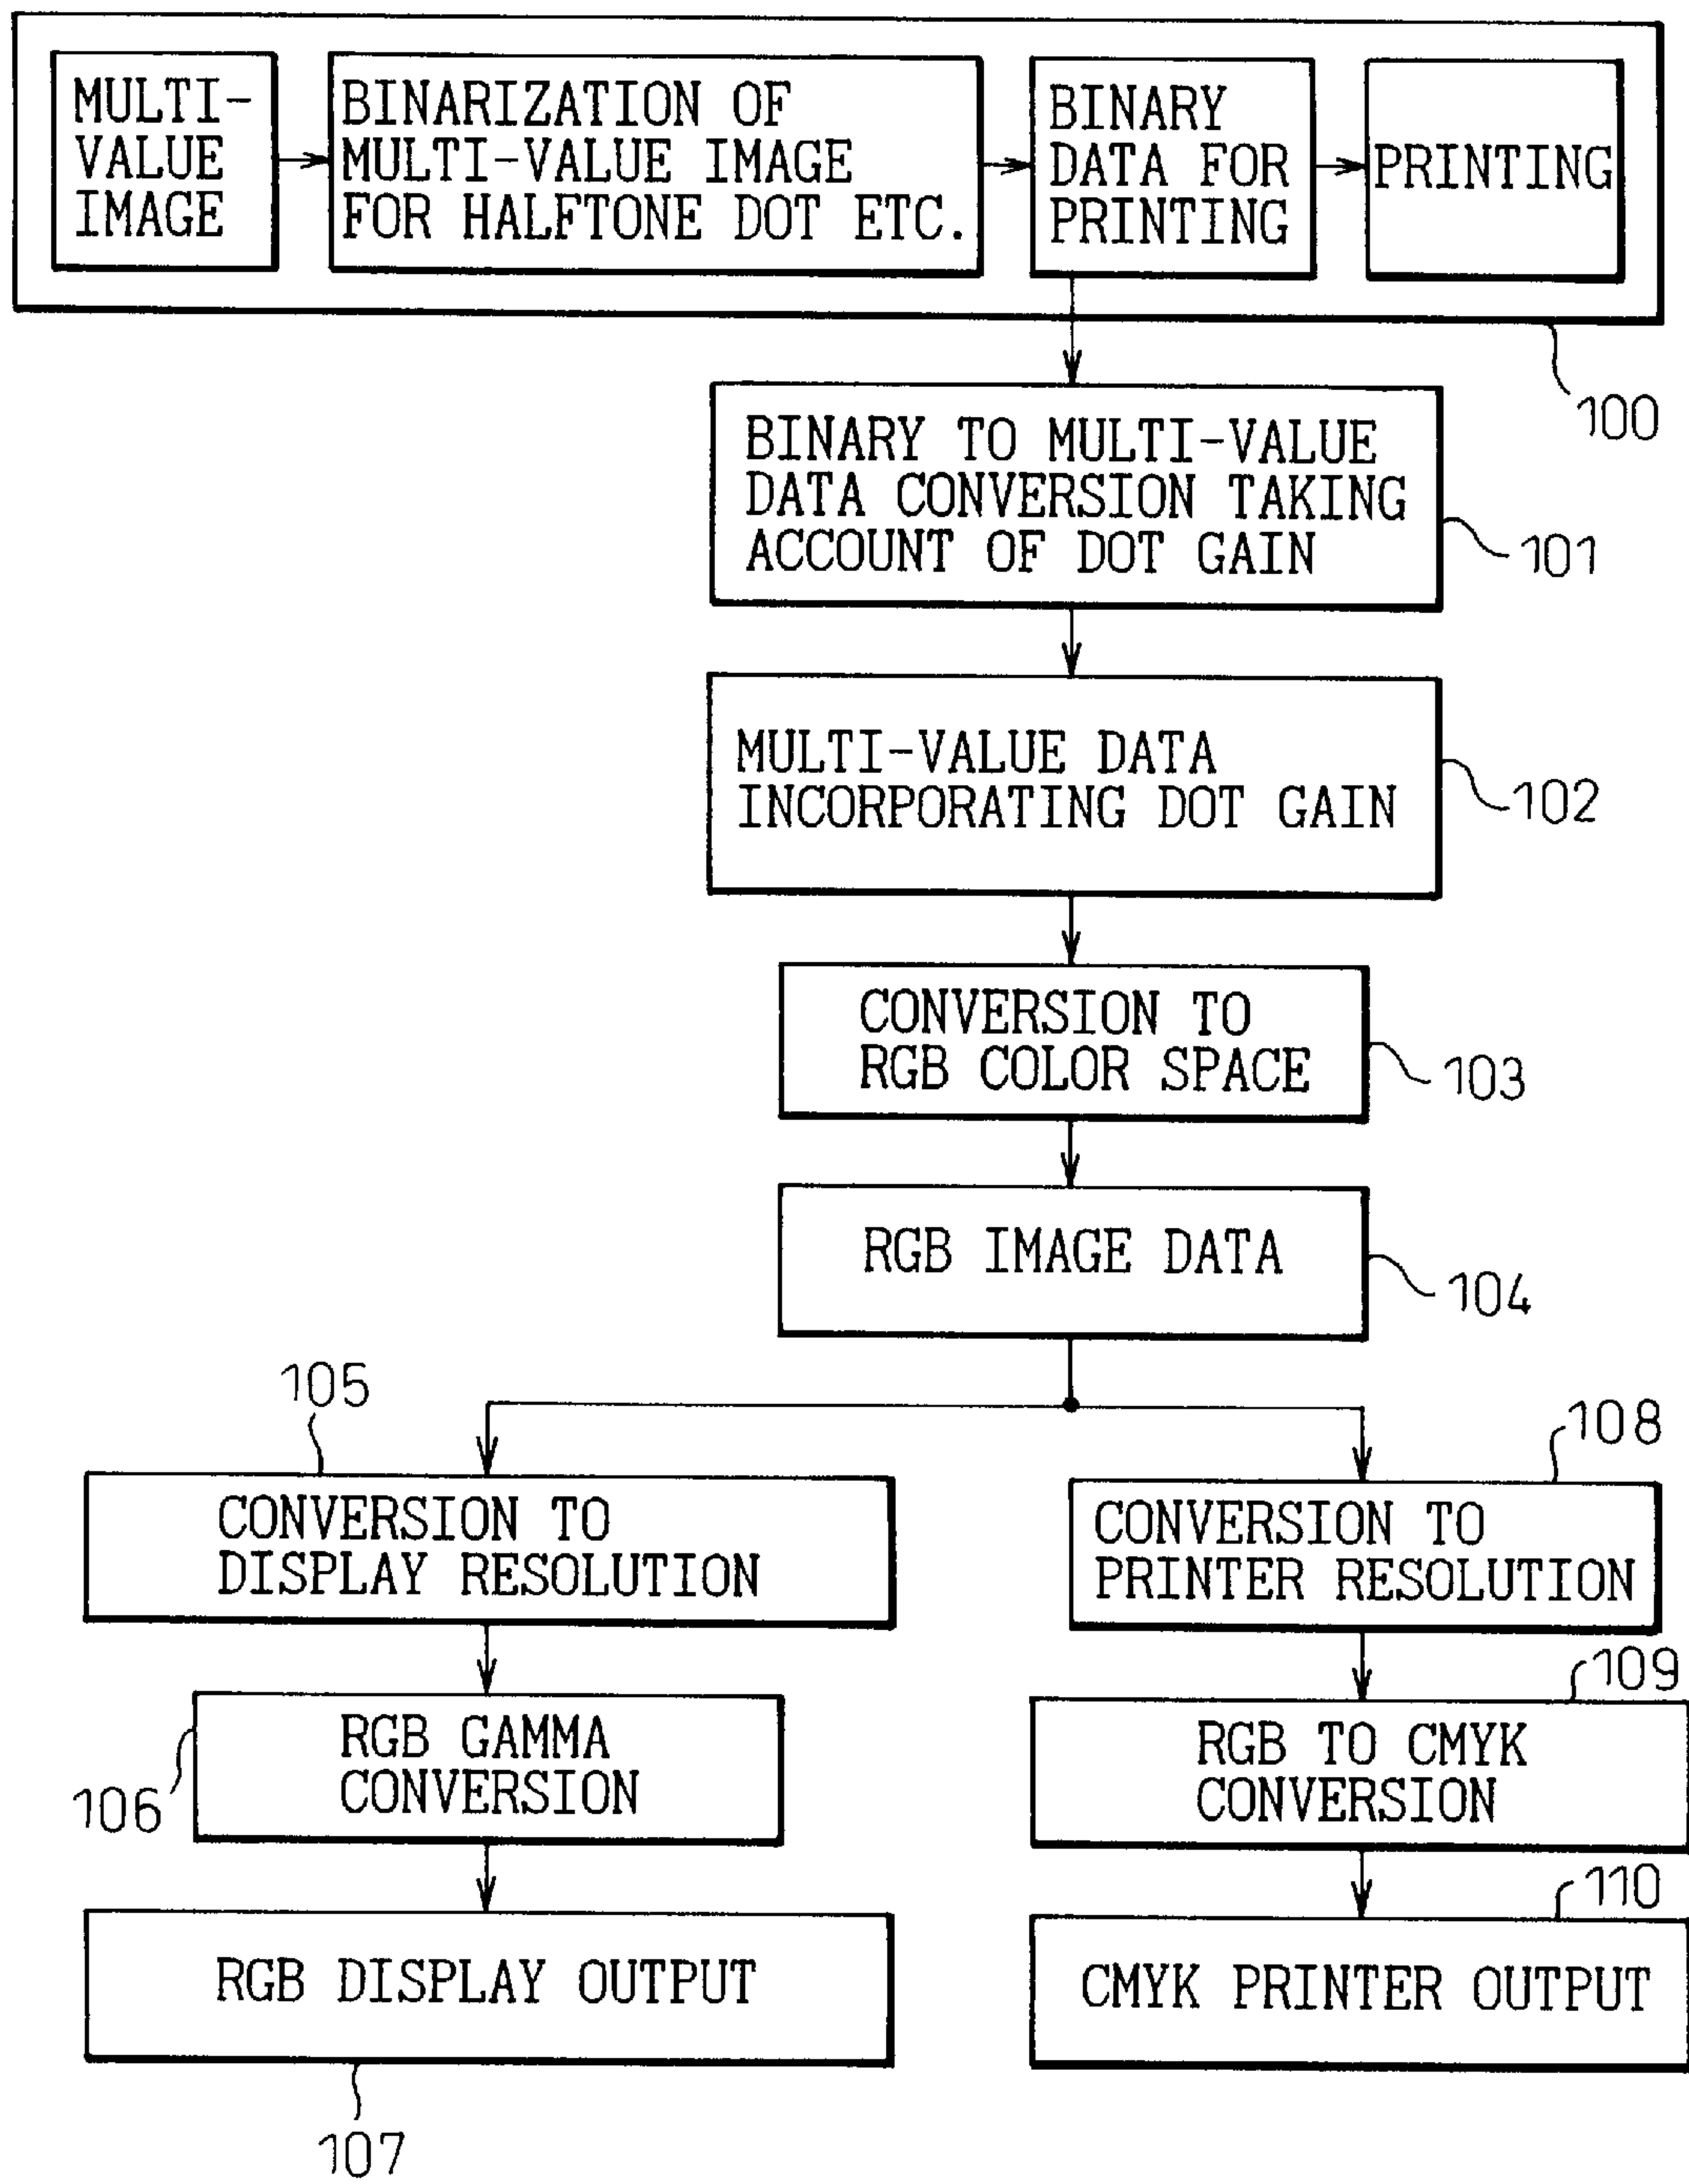 MULTI-
VALUE
IMAGE
BINARIZATION OF
MULTI-VALUE IMAGE
FOR HALFTONE DOT ETC.
BINARY
DATA FOR
PRINTING
PRINTING
100
BINARY TO MULTI-VALUE
DATA CONVERSION TAKING
ACCOUNT OF DOT GAIN
101
MULTI-VALUE DATA
INCORPORATING DOT GAIN
102
CONVERSION TO
RGB COLOR SPACE
103
RGB IMAGE DATA
104
105
CONVERSION TO
DISPLAY RESOLUTION
108
CONVERSION TO
PRINTER RESOLUTION
106
RGB GAMMA
CONVERSION
109
RGB TO CMYK
CONVERSION
RGB DISPLAY OUTPUT
107
110
CMYK PRINTER OUTPUT